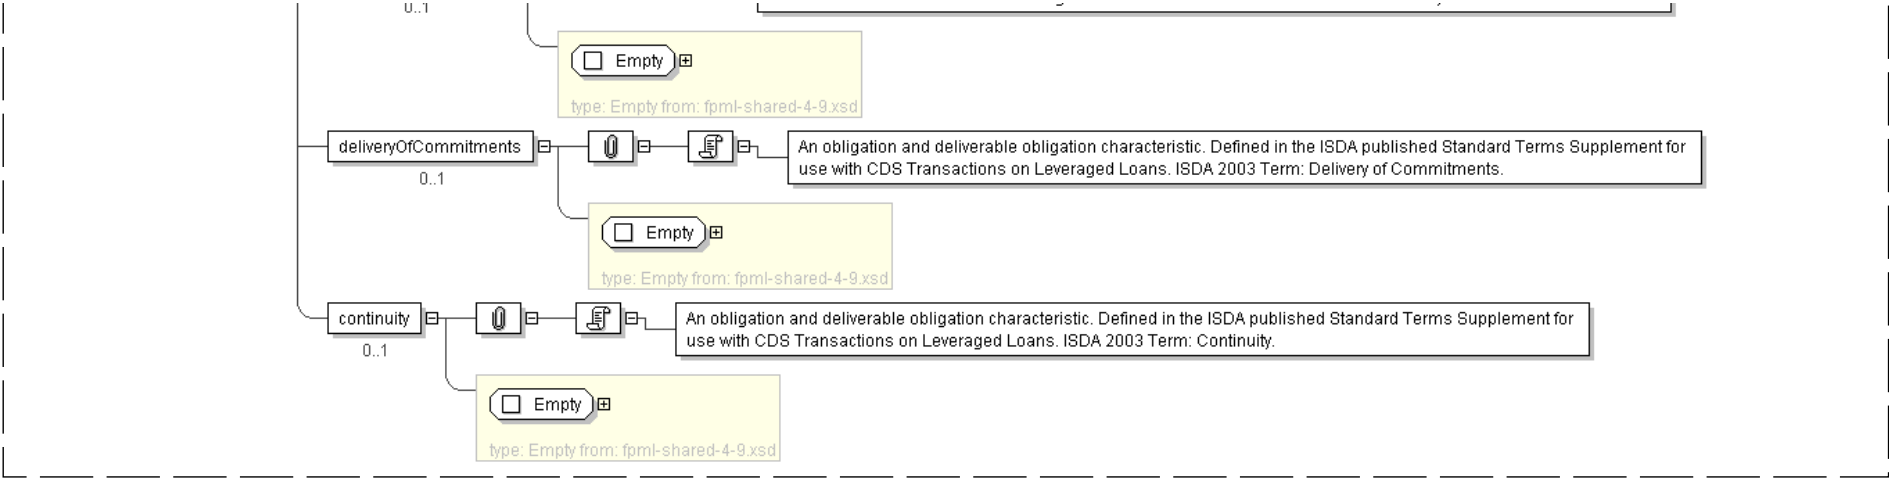 0..1
Empty
type: Empty from: fpml-shared-4-9.xsd
deliveryOfCommitments
0..1
An obligation and deliverable obligation characteristic. Defined in the ISDA published Standard Terms Supplement for
use with CDS Transactions on Leveraged Loans. ISDA 2003 Term: Delivery of Commitments.
Empty
type: Empty from: fpml-shared-4-9.xsd
continuity
0..1
An obligation and deliverable obligation characteristic. Defined in the ISDA published Standard Terms Supplement for
use with CDS Transactions on Leveraged Loans. ISDA 2003 Term: Continuity.
Empty
type: Empty from: fpml-shared-4-9.xsd